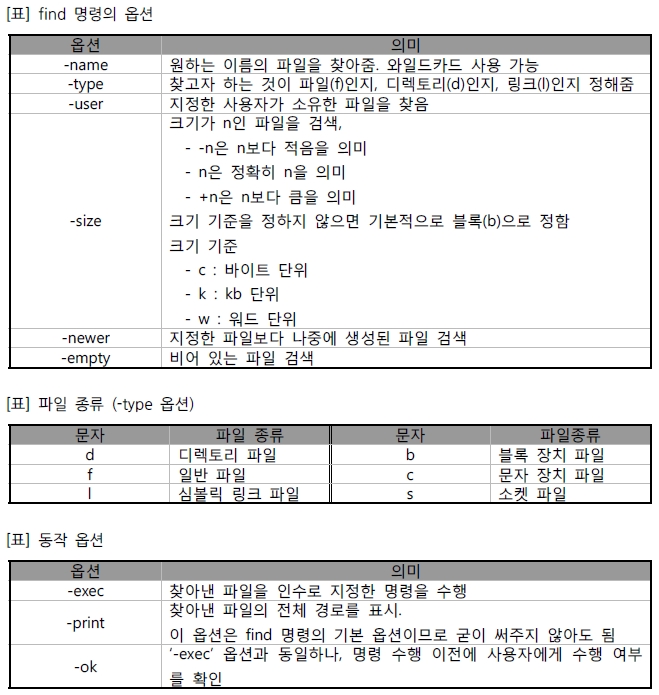 [표] find 명령의 옵션
옵션 의미
-name 원하는 이름의 파일을 찾아줌. 와일드카드 사용 가능
-type 찾고자 하는 것이 파일(f)인지, 디렉토리(d)인지, 링크(l)인지 정해줌
-user 지정한 사용자가 소유한 파일을 찾음
크기가 n인 파일을 검색,
- -n은 n보다 적음을 의미
- n은 정확히 n을 의미
- +n은 n보다 큼을 의미
-size 크기 기준을 정하지 않으면 기본적으로 블록(b)으로 정함
크기 기준
- c : 바이트 단위
- k : kb 단위
- w : 워드 단위
-newer 지정한 파일보다 나중에 생성된 파일 검색
-empty 비어 있는 파일 검색
[표] 파일 종류 (-type 옵션)
문자 파일 종류 문자 파일종류
d 디렉토리 파일 b 블록 장치 파일
f 일반 파일 c 문자 장치 파일
l 심볼릭 링크 파일 s 소켓 파일
[표] 동작 옵션
옵션 의미
-exec 찾아낸 파일을 인수로 지정한 명령을 수행
-print 찾아낸 파일의 전체 경로를 표시.
이 옵션은 find 명령의 기본 옵션이므로 굳이 써주지 않아도 됨
-ok '-exec' 옵션과 동일하나, 명령 수행 이전에 사용자에게 수행 여부
를 확인